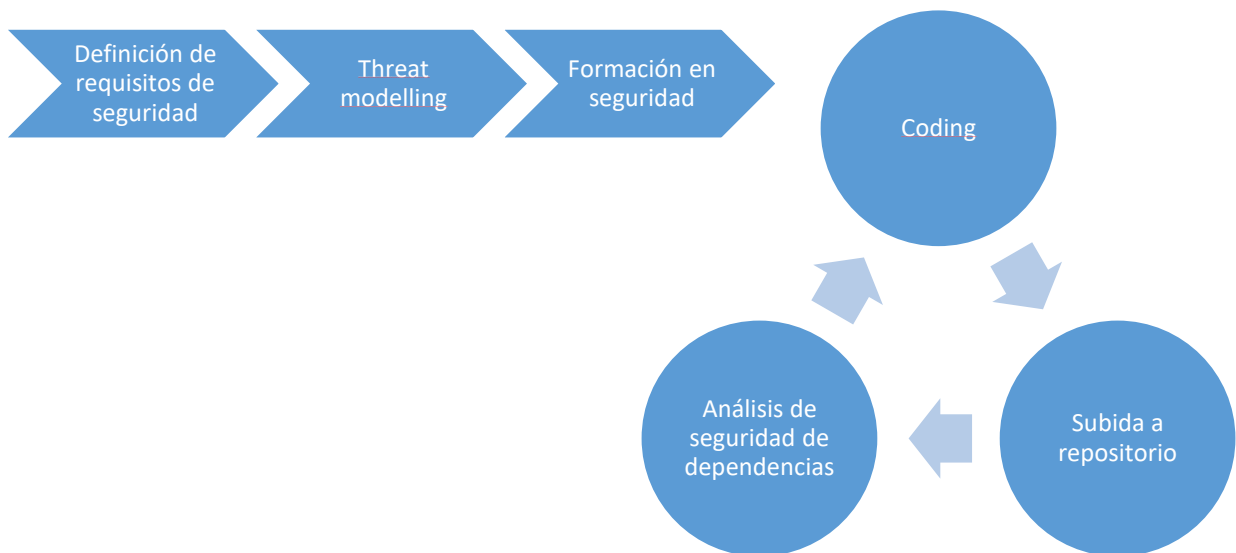 Definición de
requisitos de
seguridad
Threat
modelling
Formación en
seguridad
Coding
Subida a
repositorio
Análisis de
seguridad de
dependencias